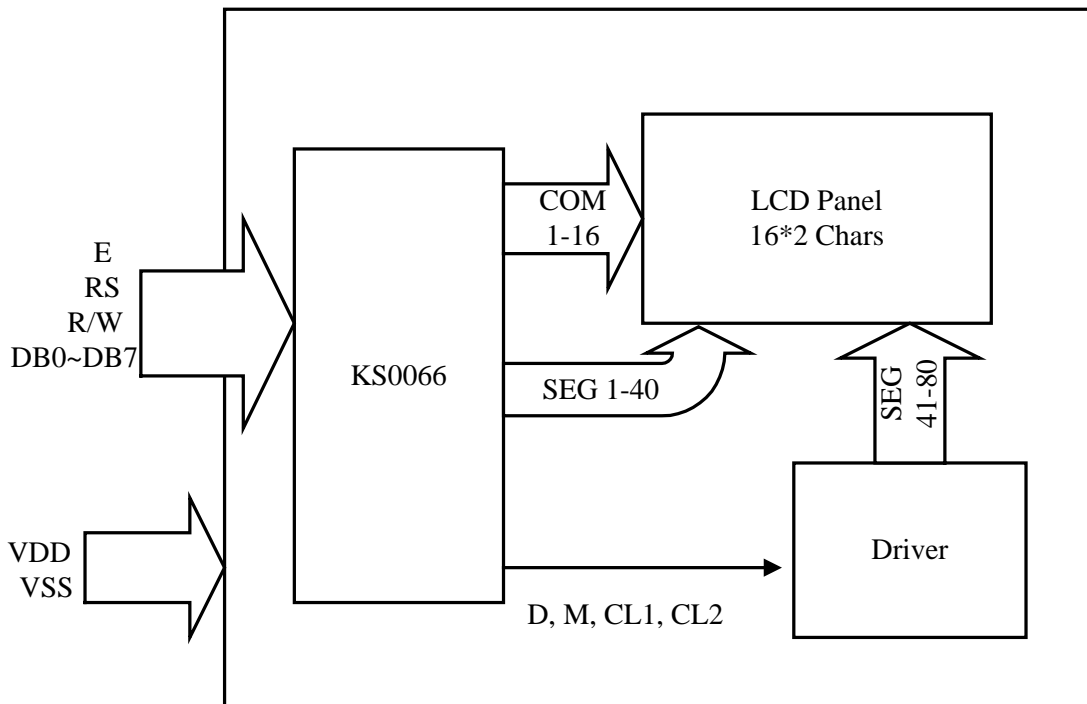 E
RS
R/W
DB0~DB7
VDD
VSS
KS0066
COM
1-16
SEG 1-40
D, M, CL1, CL2
LCD Panel
16*2 Chars
SEG
41-80
Driver